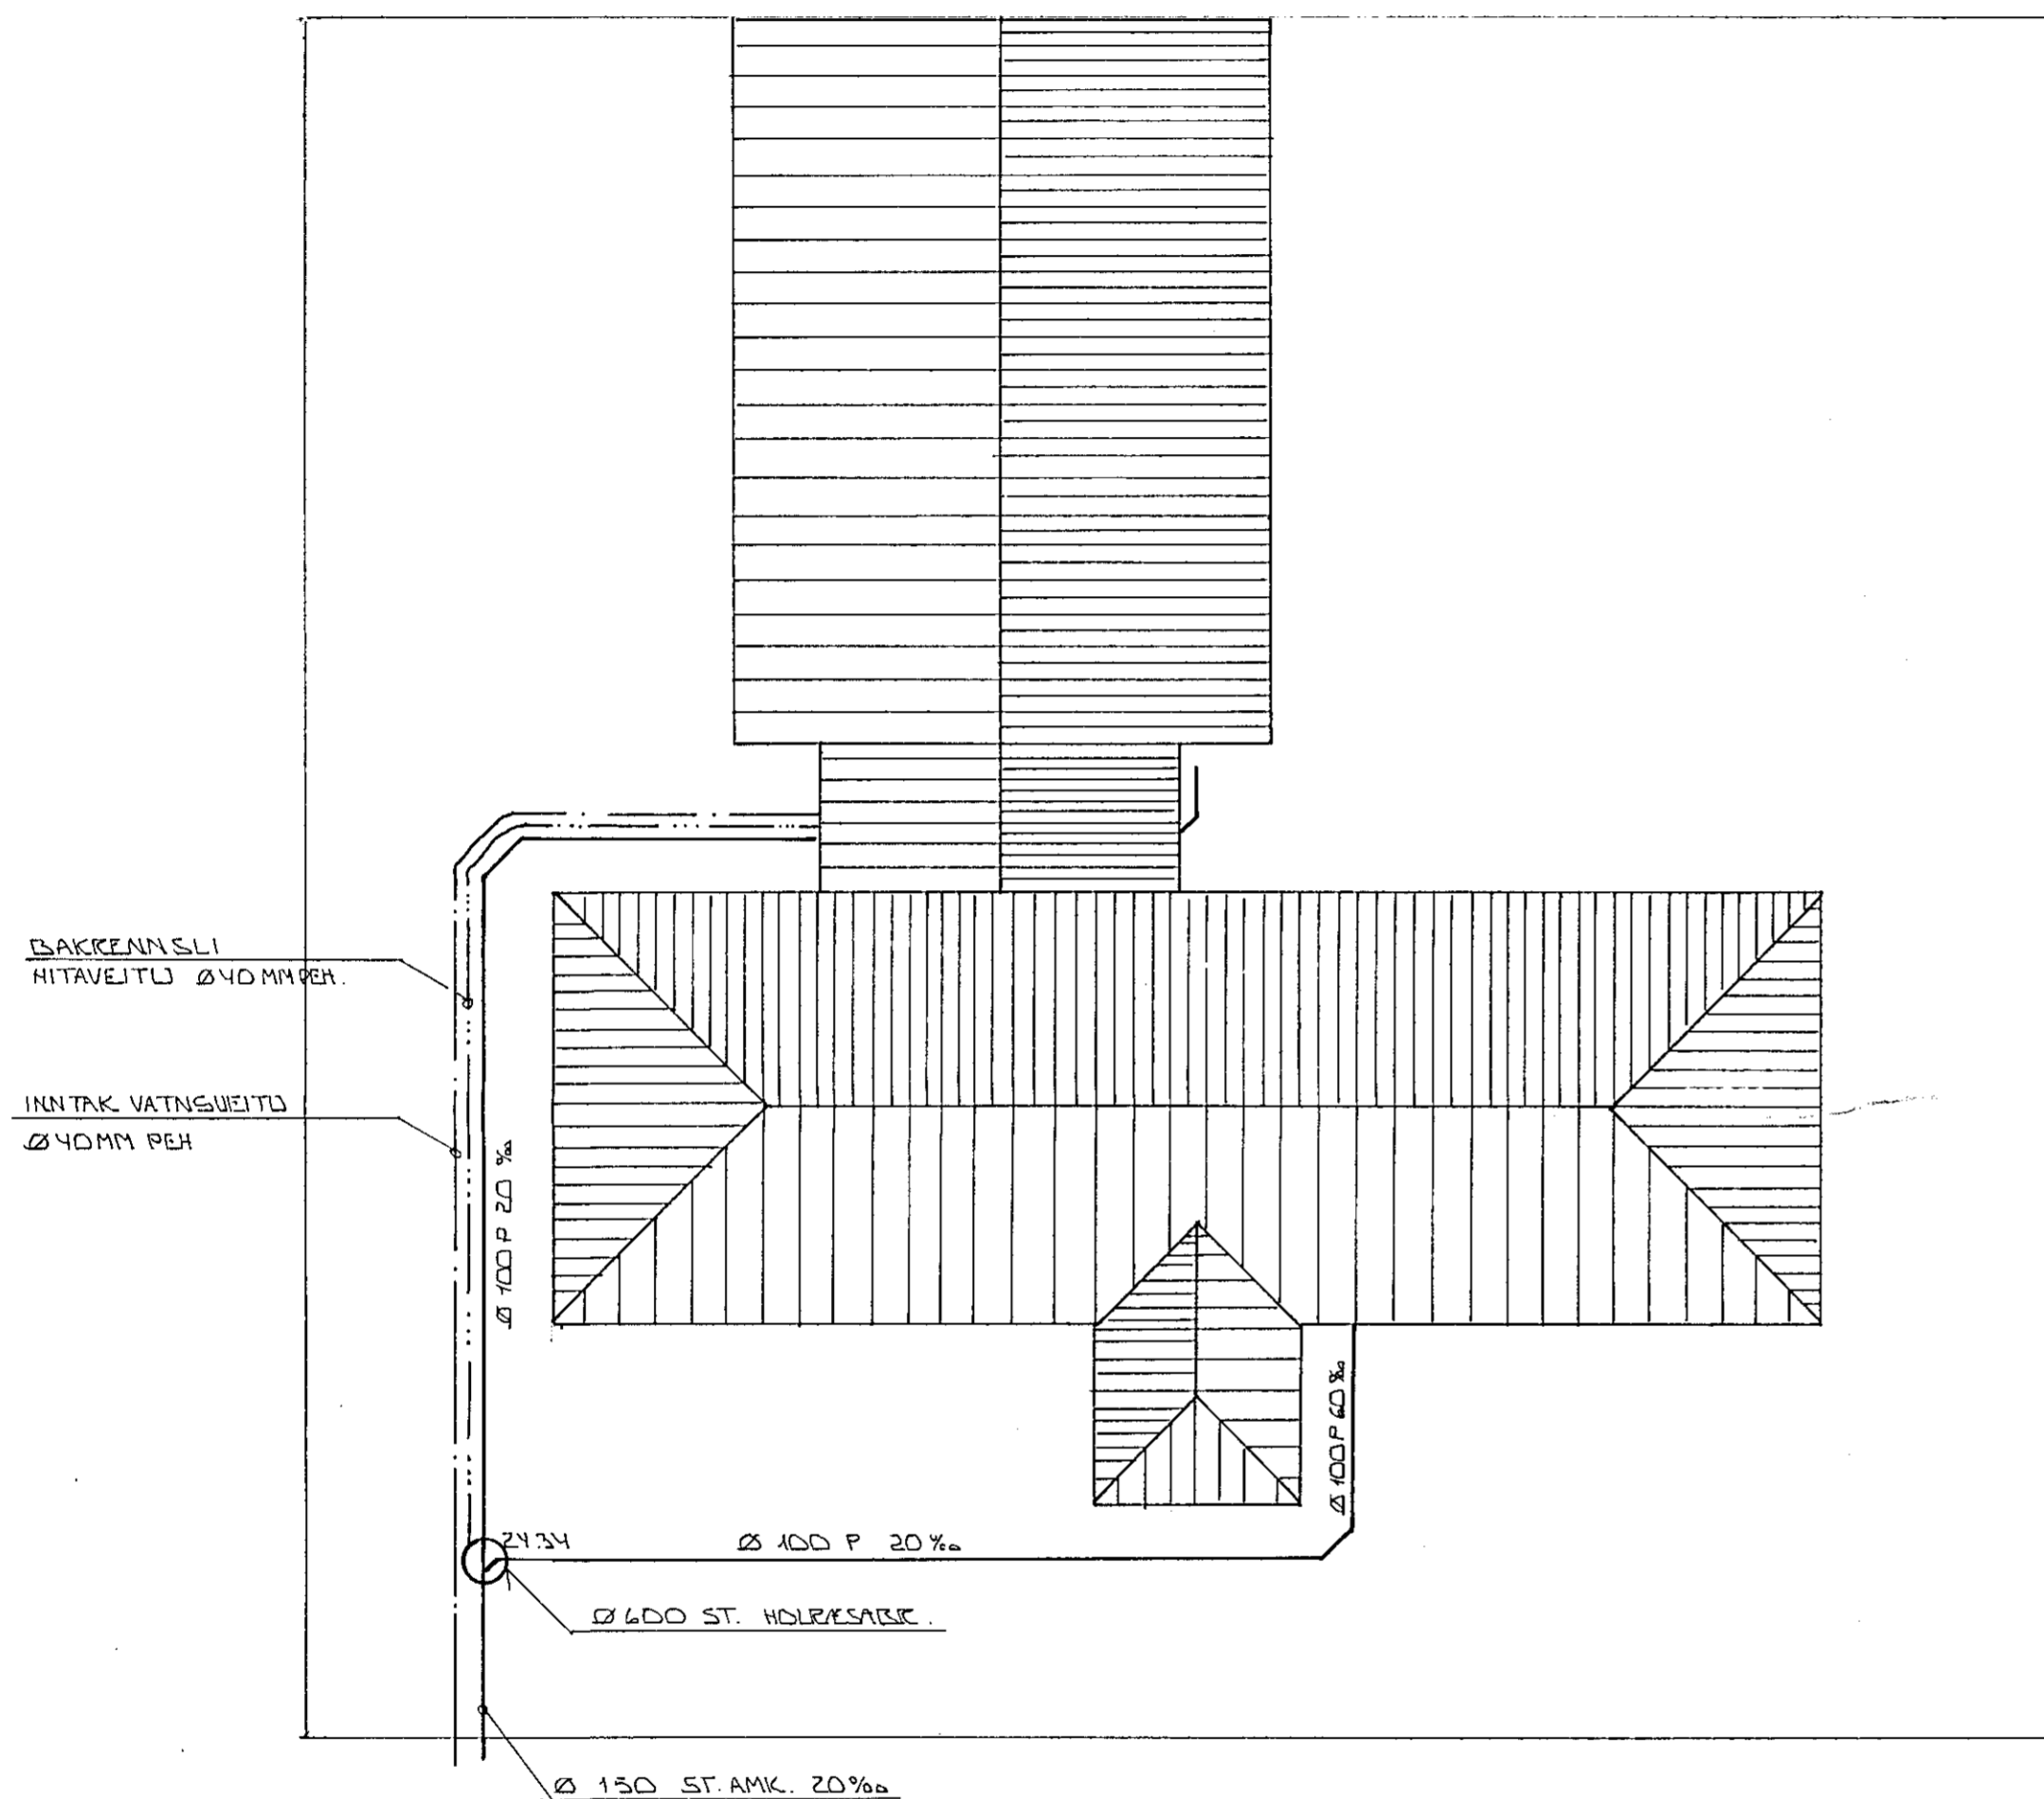 BAKRENNSLI
HITAVEITU Ø40MM PEH.
INNTAK VATNSVEITU
Ø40MM PEH
Ø 100 P 20 ‰
Ø 100 P 60 ‰
24.34
Ø 100 P 20 ‰
Ø 600 ST. HOLRÆSABR.
Ø 150 ST. AMK. 20 ‰